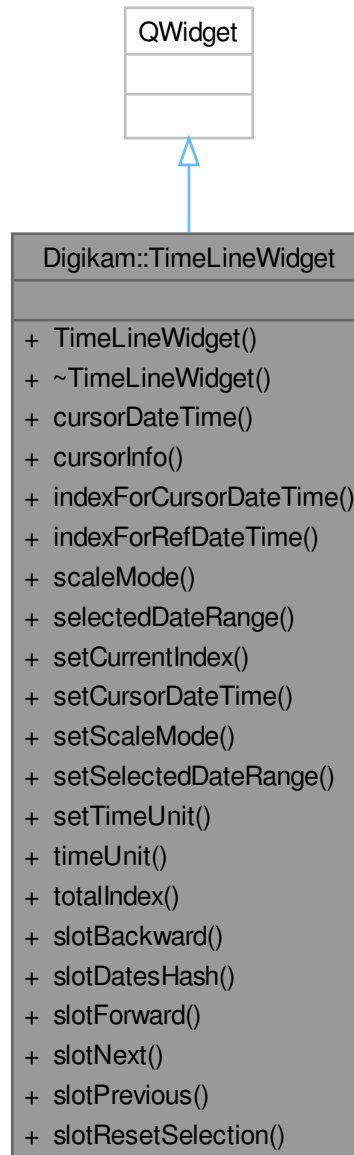 QWidget
Digikam::TimeLineWidget
+ TimeLineWidget()
+ ~TimeLineWidget()
+ cursorDateTime()
+ cursorInfo()
+ indexForCursorDateTime()
+ indexForRefDateTime()
+ scaleMode()
+ selectedDateRange()
+ setCurrentIndex()
+ setCursorDateTime()
+ setScaleMode()
+ setSelectedDateRange()
+ setTimeUnit()
+ timeUnit()
+ totalIndex()
+ slotBackward()
+ slotDatesHash()
+ slotForward()
+ slotNext()
+ slotPrevious()
+ slotResetSelection()